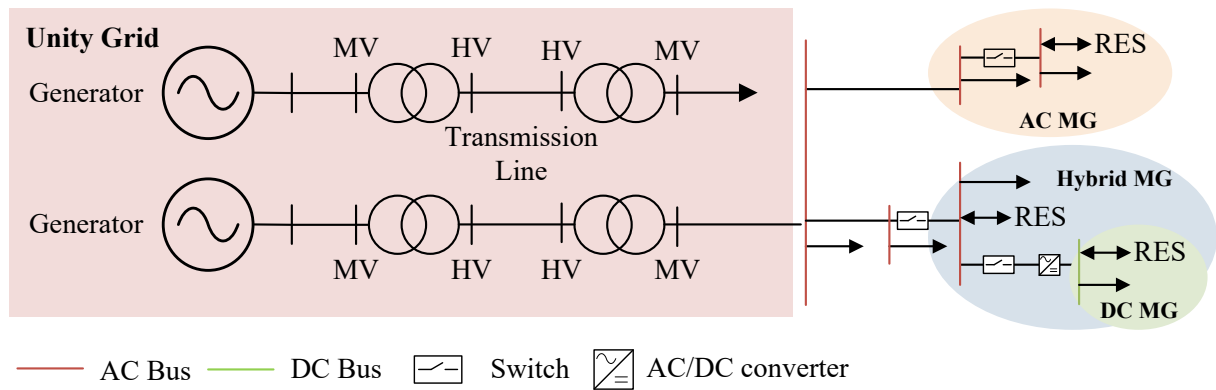 Unity Grid
MV
HV
HV
MV
RES
Generator
AC MG
Transmission
Line
Hybrid MG
Generator
RES
MV
HV
HV
MV
RES
DC MG
AC Bus
DC Bus
Switch
AC/DC converter